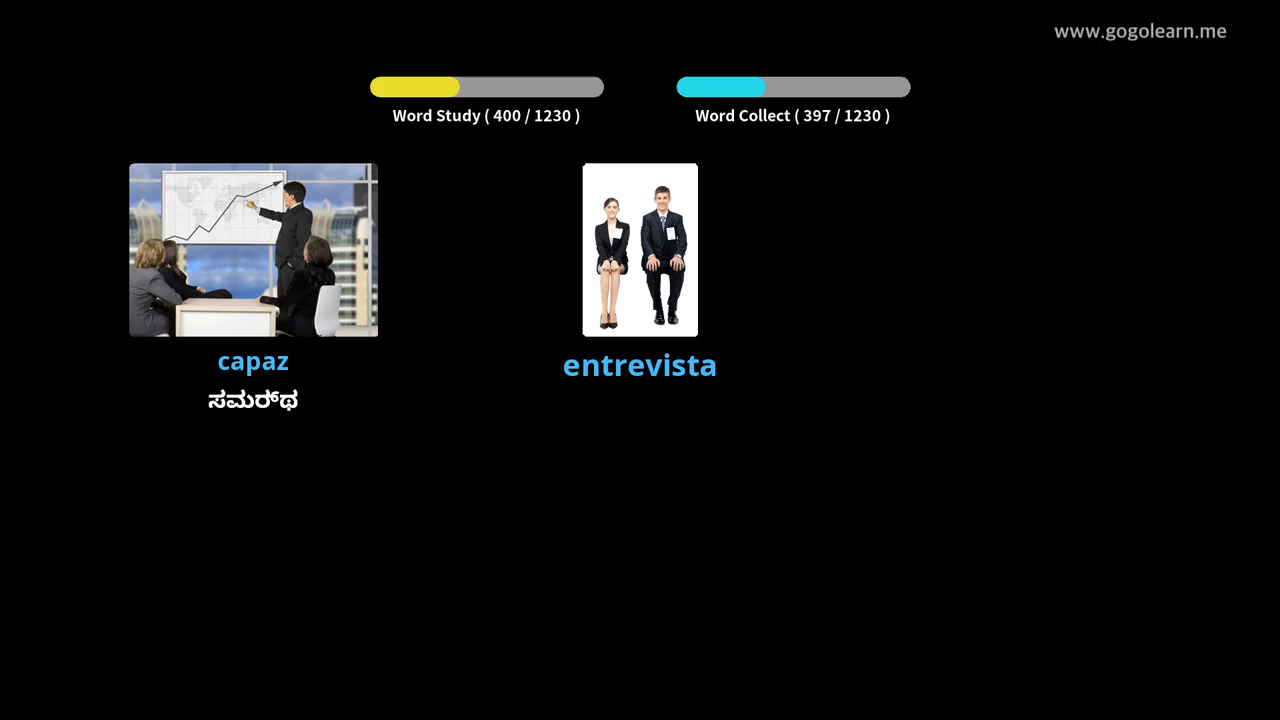 www.gogolearn.me
Word Study ( 400 / 1230 )
Word Collect ( 397 / 1230 )
capaz
ಸಮರ್‍ಥ
entrevista